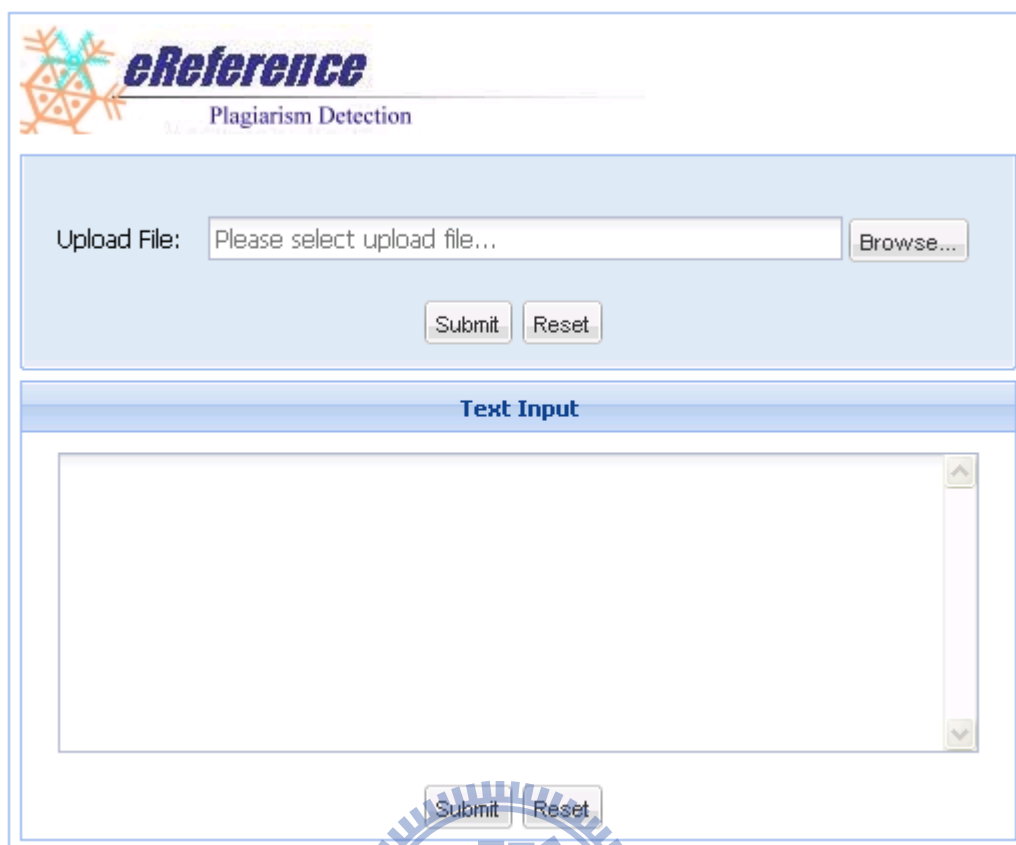 eReference
Plagiarism Detection
Upload File: Please select upload file... Browse...
Submit Reset
Text Input
Submit Reset